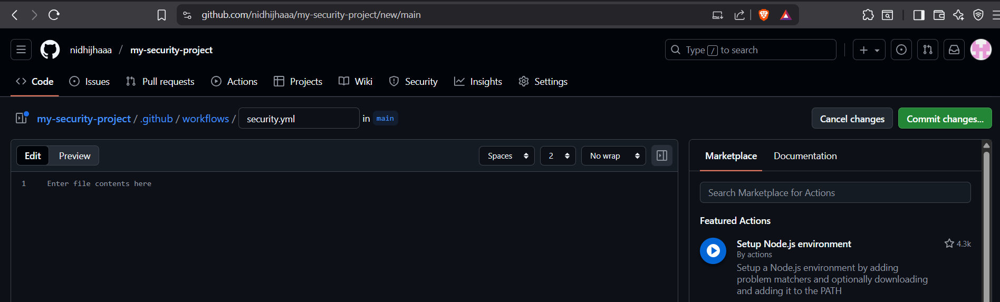 github.com/nidhijhaaa/my-security-project/new/main
nidhijhaaa / my-security-project
Type / to search
Code Issues Pull requests Actions Projects Wiki Security Insights Settings
my-security-project / .github / workflows / security.yml in main
Cancel changes Commit changes...
Edit Preview
Spaces 2 No wrap
1 Enter file contents here
Marketplace Documentation
Search Marketplace for Actions
Featured Actions
Setup Node.js environment 4.3k
By actions
Setup a Node.js environment by adding
problem matchers and optionally downloading
and adding it to the PATH